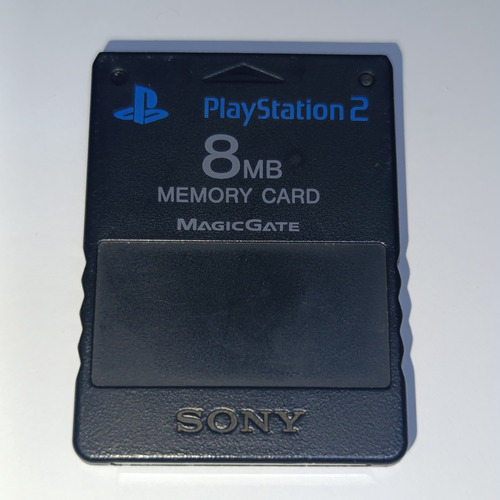 PlayStation 2
8MB
MEMORY CARD
MAGICGATE
SONY